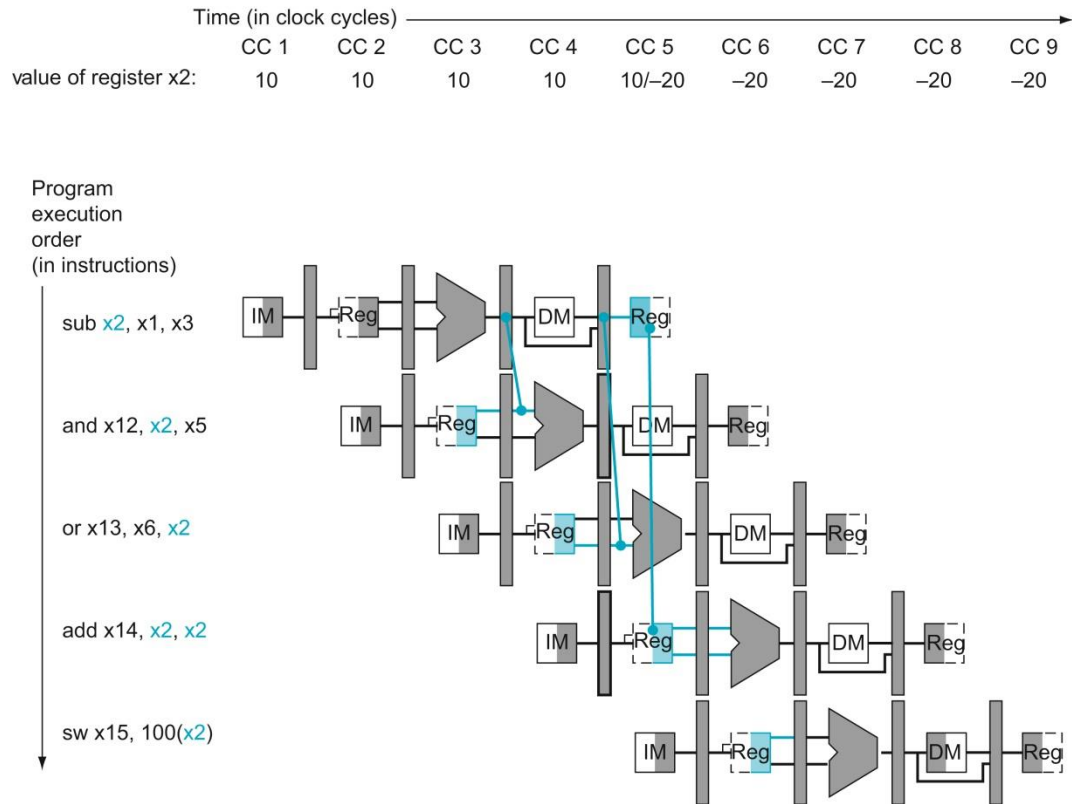 Time (in clock cycles)
CC 1 CC 2 CC 3 CC 4 CC 5 CC 6 CC 7 CC 8 CC 9
value of register x2: 10 10 10 10 10/–20 –20 –20 –20 –20
Program
execution
order
(in instructions)
sub x2, x1, x3
IM Reg DM Reg
and x12, x2, x5
IM Reg DM Reg
or x13, x6, x2
IM Reg DM Reg
add x14, x2, x2
IM Reg DM Reg
sw x15, 100(x2)
IM Reg DM Reg